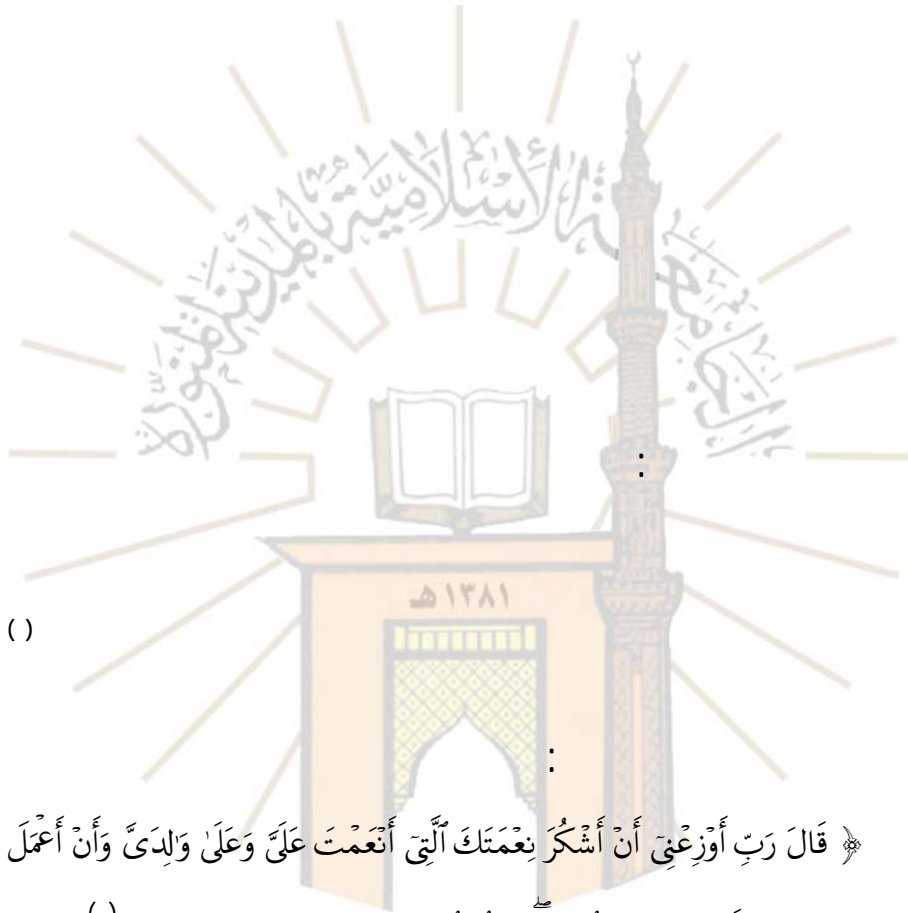 الجامعة الإسلامية بالمدينة المنورة
:
١٣٨١ هـ
( )
:
﴿ قَالَ رَبِّ أَوْزِعْنِىٓ أَنْ أَشْكُرَ نِعْمَتَكَ ٱلَّتِىٓ أَنْعَمْتَ عَلَىَّ وَعَلَىٰ وَٰلِدَىَّ وَأَنْ أَعْمَلَ
( )